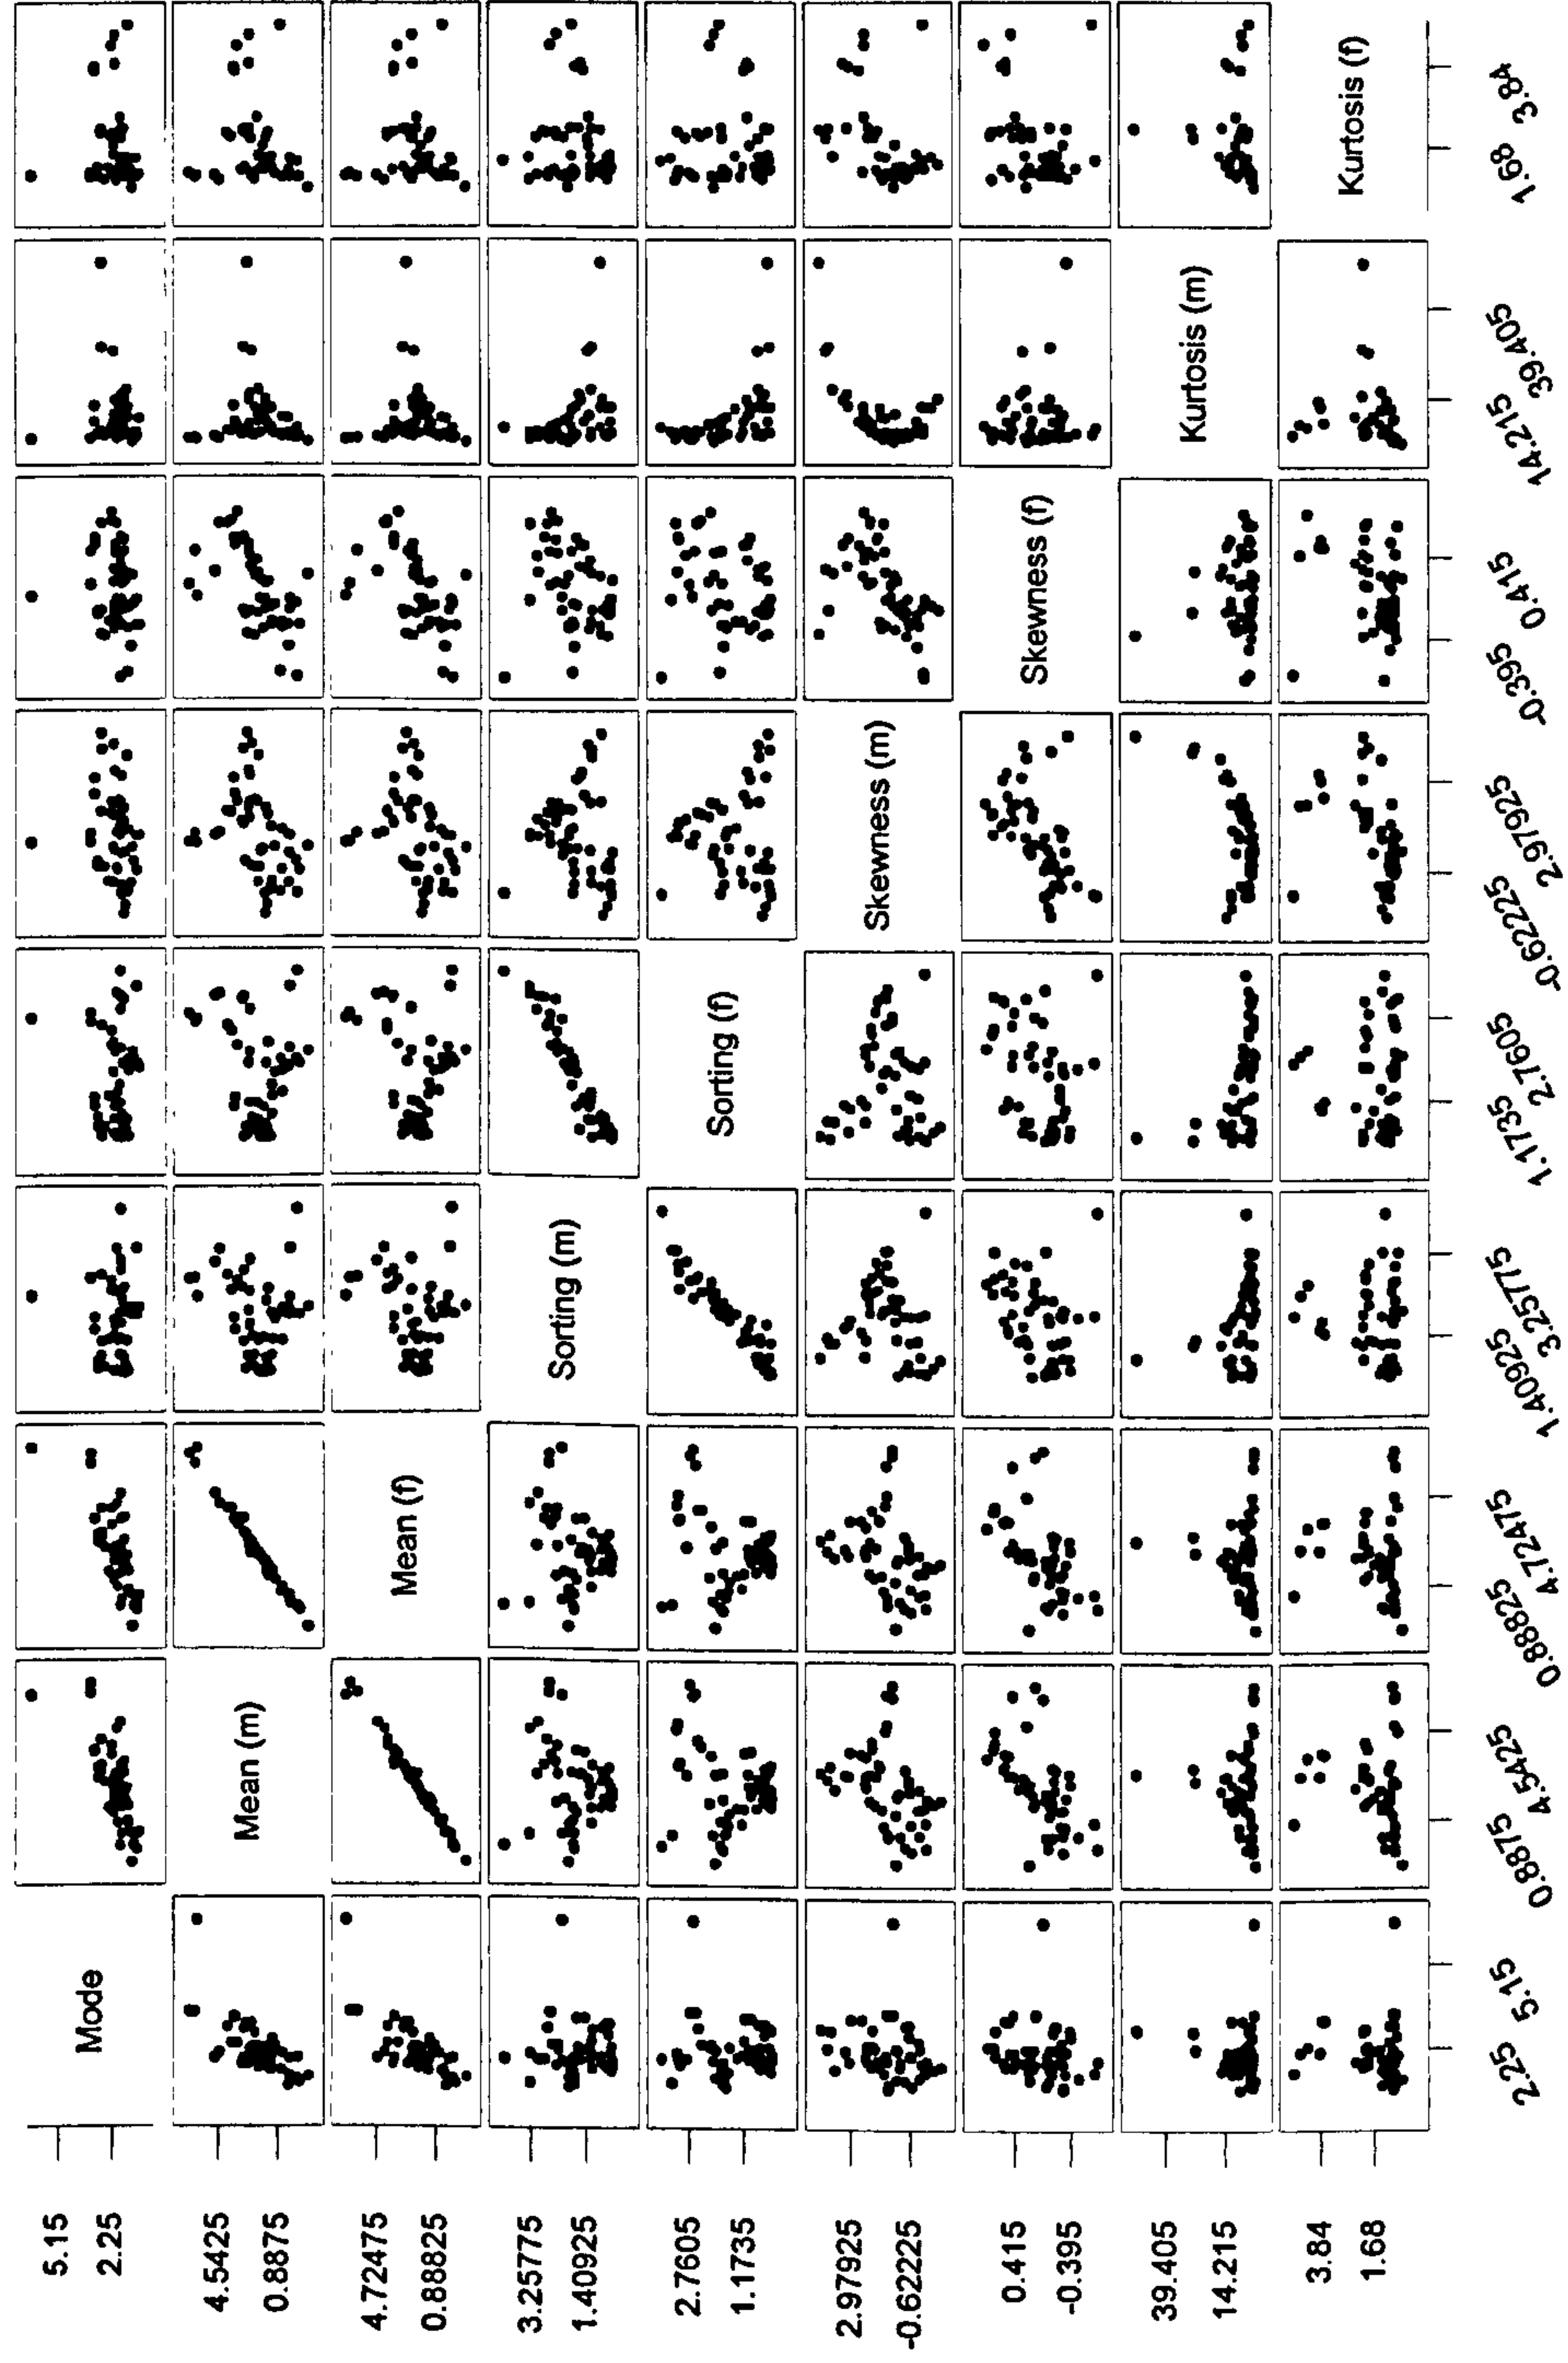 5.15
Mode
2.25
4.5425
Mean (m)
0.8875
4.72475
Mean (f)
0.88825
3.25775
Sorting (m)
1.40925
2.7605
Sorting (f)
1.1735
2.97925
Skewness (m)
-0.62225
0.415
Skewness (f)
-0.395
39.405
Kurtosis (m)
14.215
3.84
Kurtosis (f)
1.68
2.25 5.15 0.8875 4.5425 0.88825 4.72475 1.40925 3.25775 1.1735 2.7605 -0.62225 2.97925 -0.395 0.415 14.215 39.405 1.68 3.84